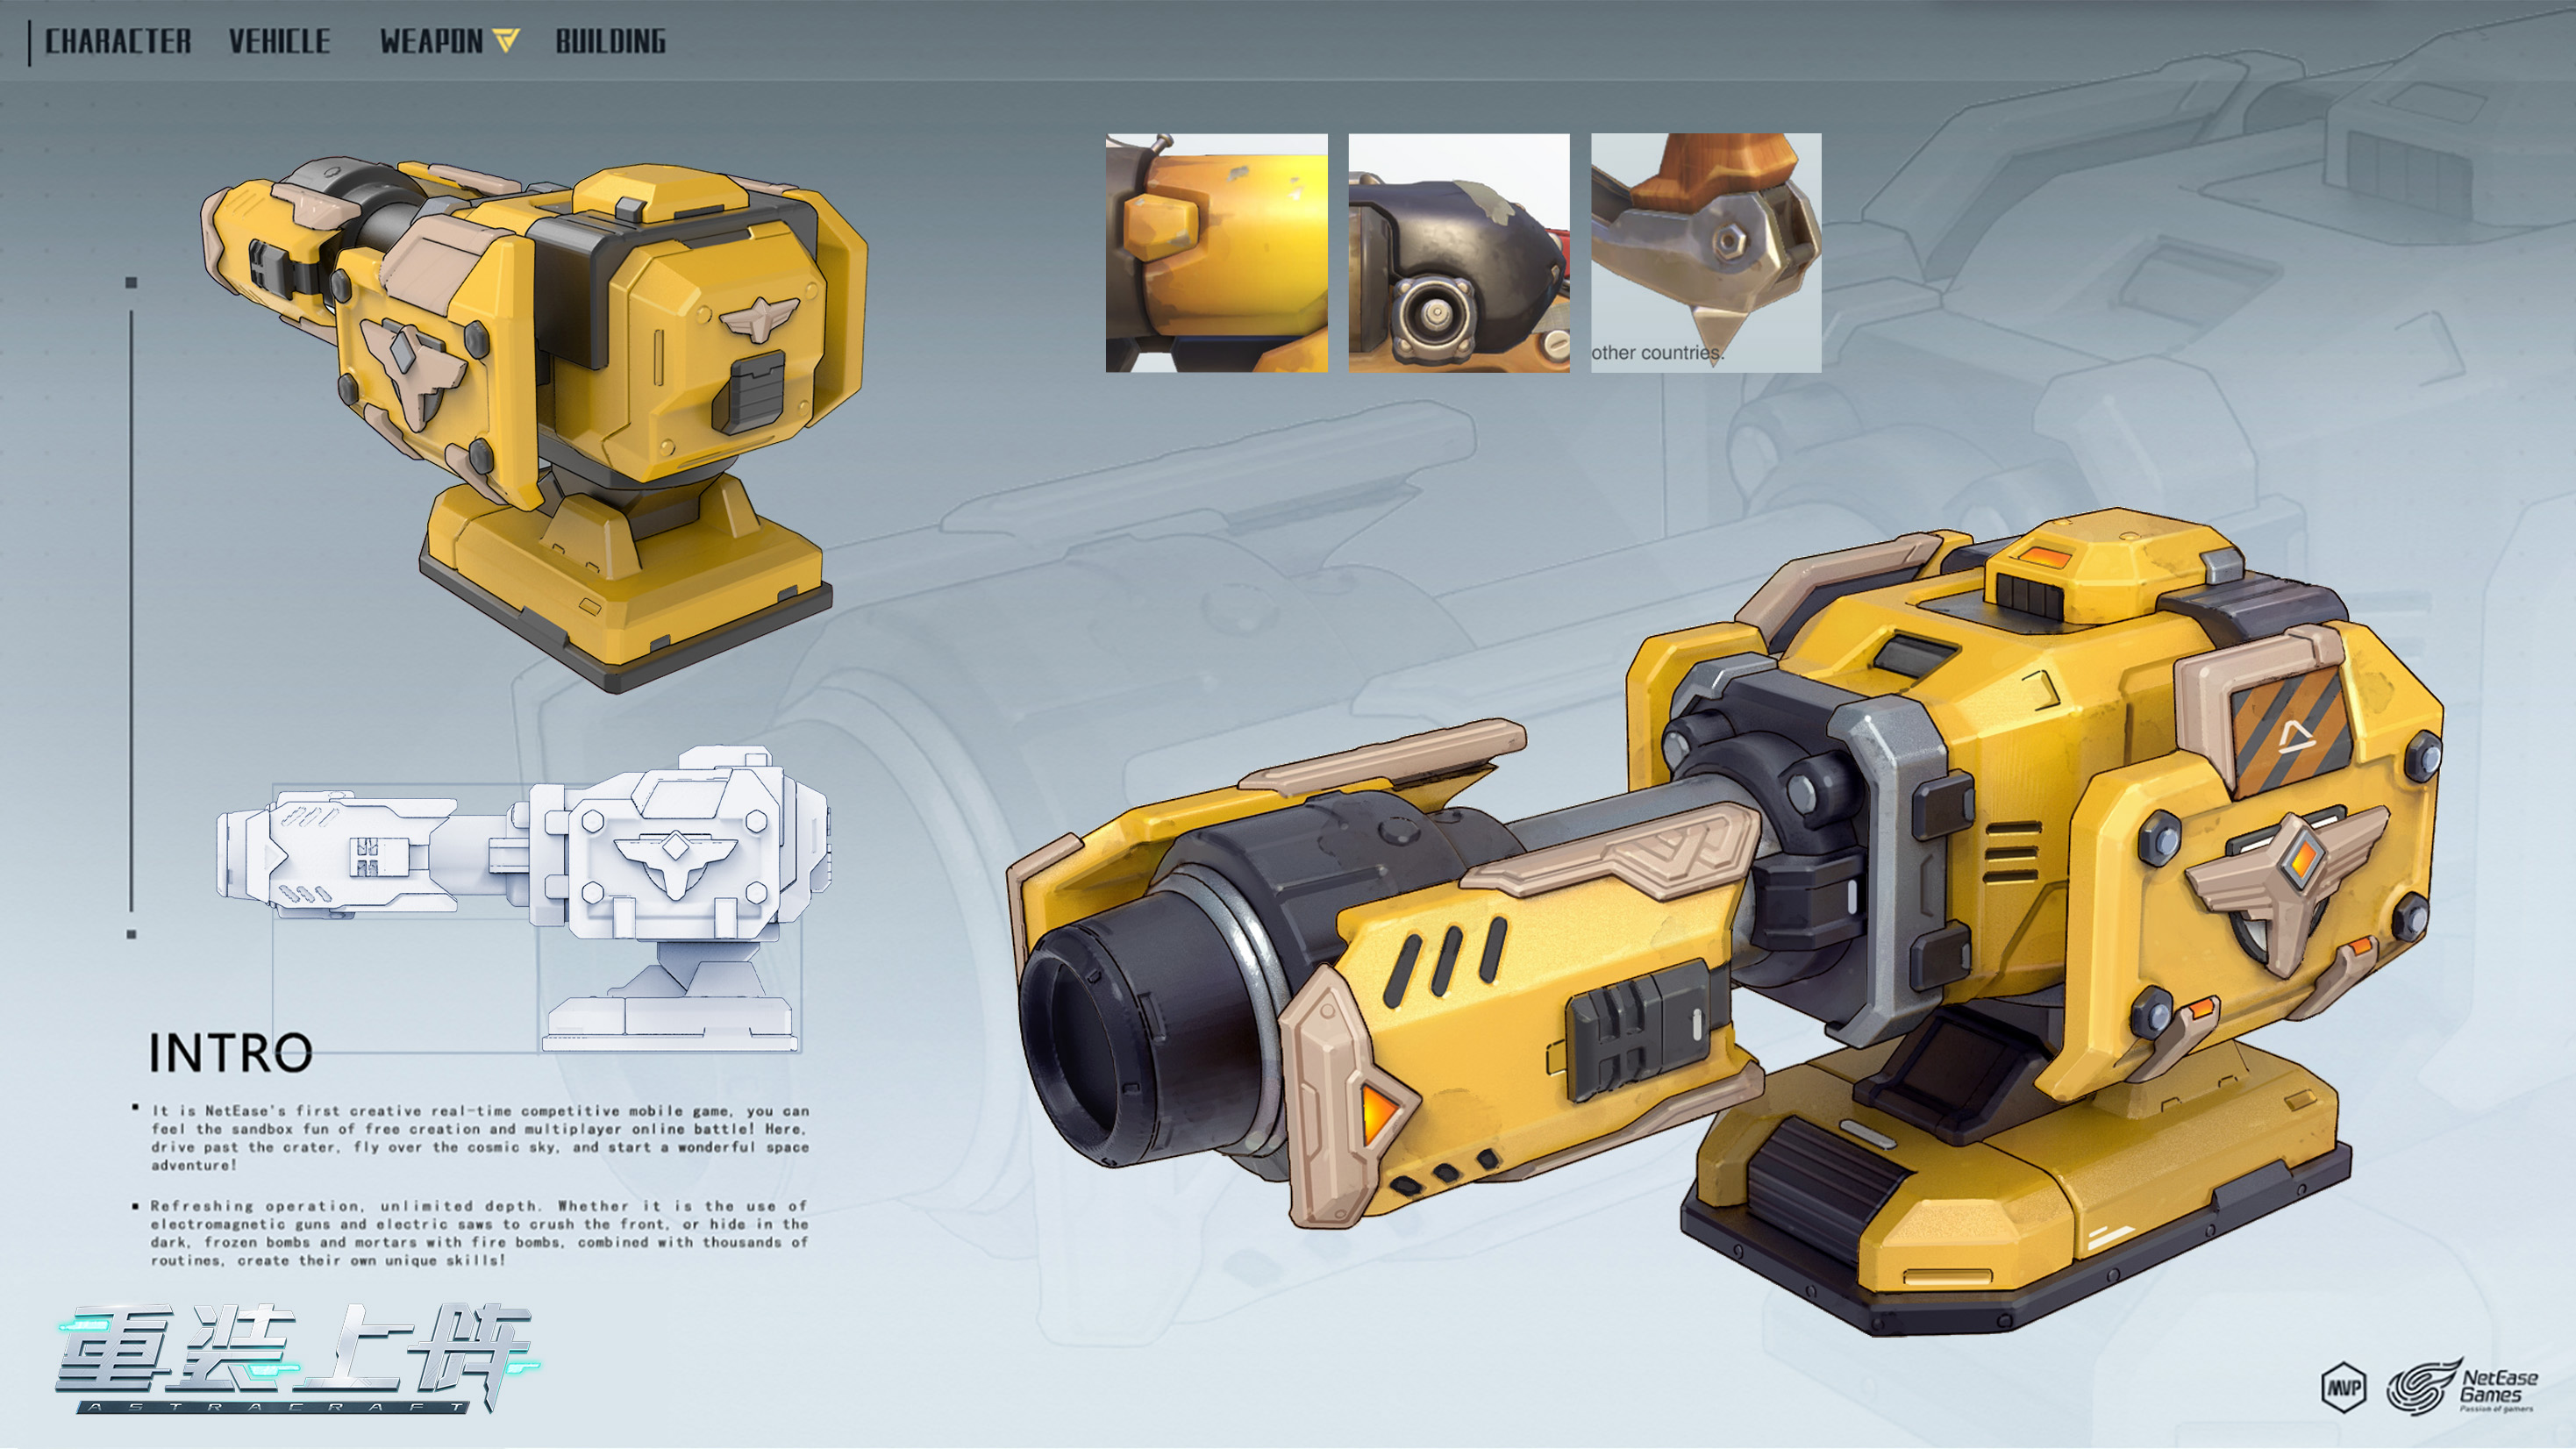 CHARACTER VEHICLE WEAPON BUILDING
other countries.
INTRO
It is NetEase's first creative real-time competitive mobile game, you can
feel the sandbox fun of free creation and multiplayer online battle! Here,
drive past the crater, fly over the cosmic sky, and start a wonderful space
adventure!
Refreshing operation, unlimited depth. Whether it is the use of
electromagnetic guns and electric saws to crush the front, or hide in the
dark, frozen bombs and mortars with fire bombs, combined with thousands of
routines, create their own unique skills!
重装上阵
ASTRACRAFT
MVP
NetEase
Games
Passion of gamers